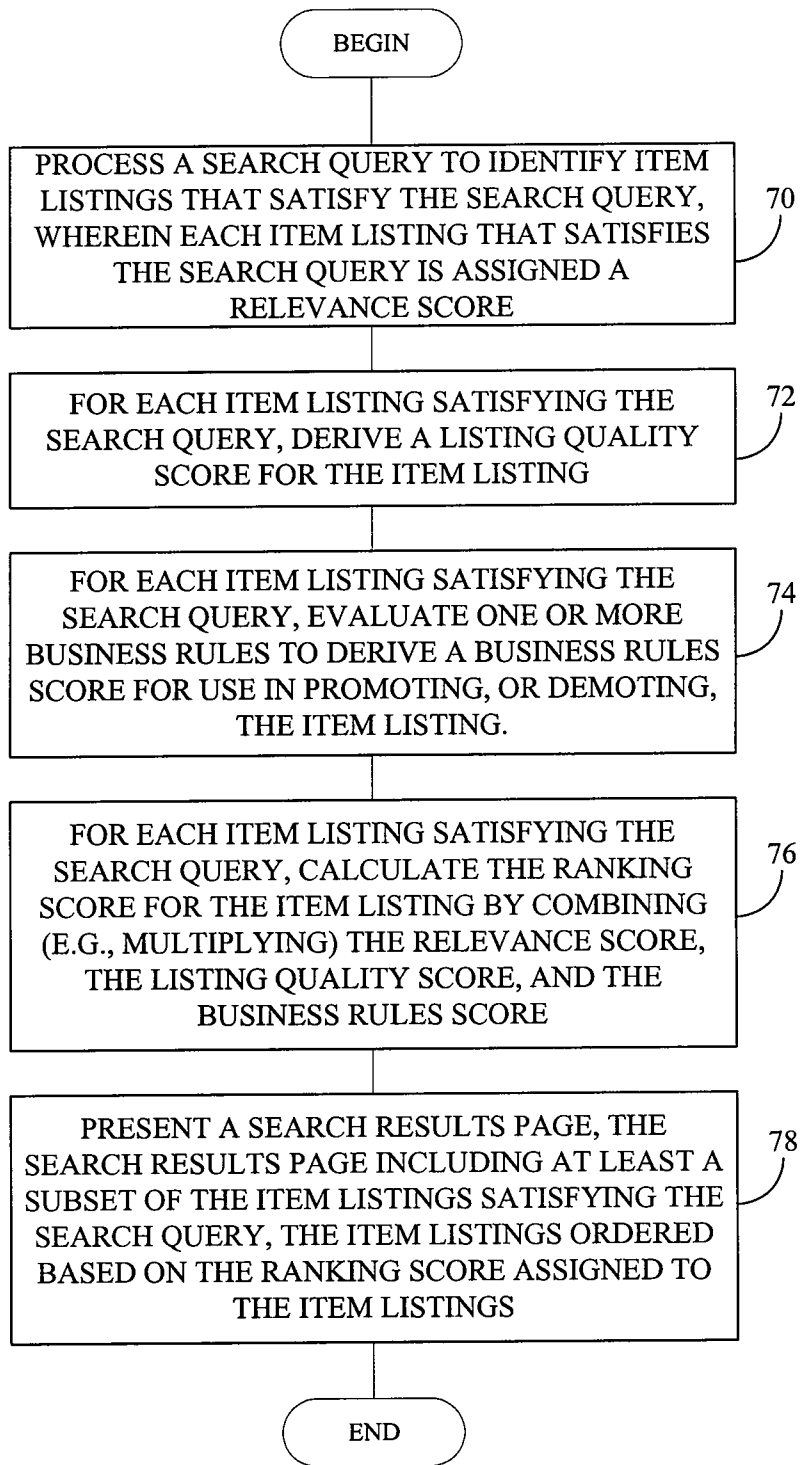 BEGIN
PROCESS A SEARCH QUERY TO IDENTIFY ITEM
LISTINGS THAT SATISFY THE SEARCH QUERY,
WHEREIN EACH ITEM LISTING THAT SATISFIES
THE SEARCH QUERY IS ASSIGNED A
RELEVANCE SCORE
70
FOR EACH ITEM LISTING SATISFYING THE
SEARCH QUERY, DERIVE A LISTING QUALITY
SCORE FOR THE ITEM LISTING
72
FOR EACH ITEM LISTING SATISFYING THE
SEARCH QUERY, EVALUATE ONE OR MORE
BUSINESS RULES TO DERIVE A BUSINESS RULES
SCORE FOR USE IN PROMOTING, OR DEMOTING,
THE ITEM LISTING.
74
FOR EACH ITEM LISTING SATISFYING THE
SEARCH QUERY, CALCULATE THE RANKING
SCORE FOR THE ITEM LISTING BY COMBINING
(E.G., MULTIPLYING) THE RELEVANCE SCORE,
THE LISTING QUALITY SCORE, AND THE
BUSINESS RULES SCORE
76
PRESENT A SEARCH RESULTS PAGE, THE
SEARCH RESULTS PAGE INCLUDING AT LEAST A
SUBSET OF THE ITEM LISTINGS SATISFYING THE
SEARCH QUERY, THE ITEM LISTINGS ORDERED
BASED ON THE RANKING SCORE ASSIGNED TO
THE ITEM LISTINGS
78
END